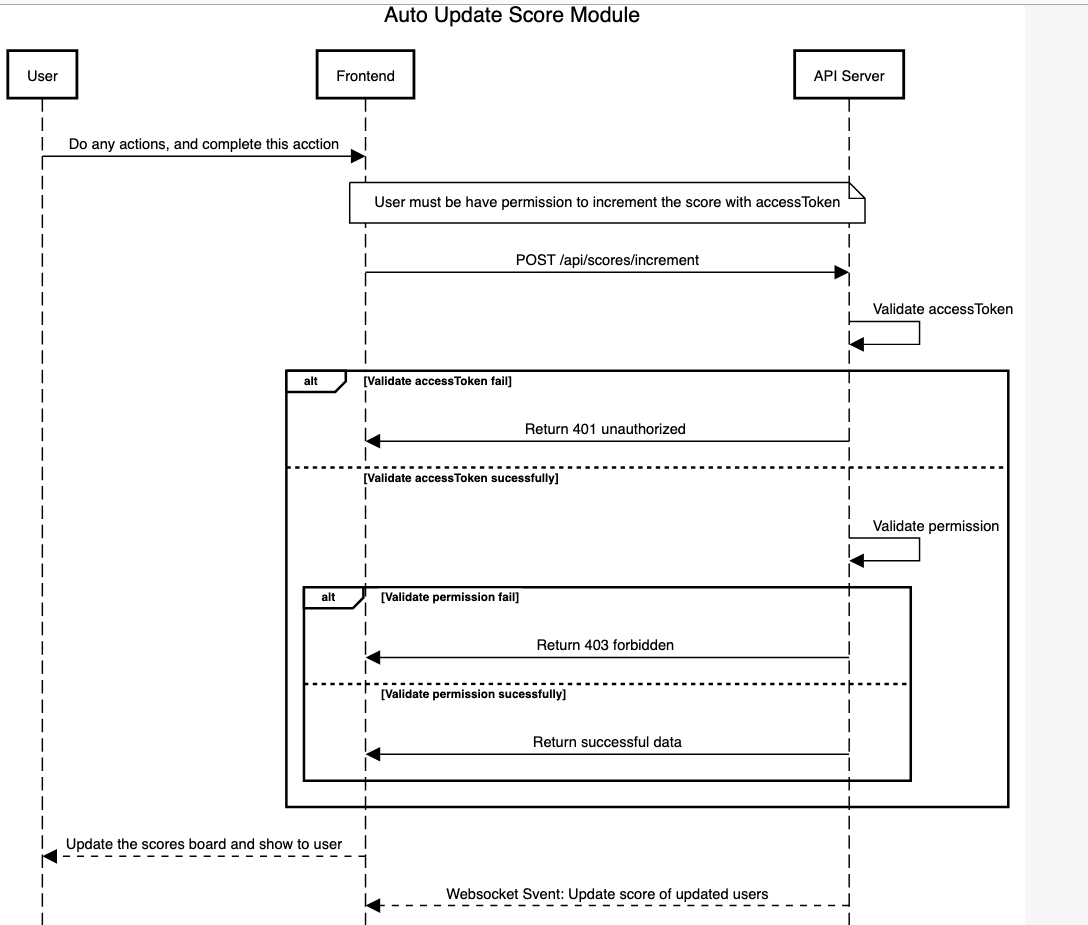 Auto Update Score Module
User
Frontend
API Server
Do any actions, and complete this acction
User must be have permission to increment the score with accessToken
POST /api/scores/increment
Validate accessToken
alt
[Validate accessToken fail]
Return 401 unauthorized
[Validate accessToken sucessfully]
Validate permission
alt
[Validate permission fail]
Return 403 forbidden
[Validate permission sucessfully]
Return successful data
Update the scores board and show to user
Websocket Svent: Update score of updated users